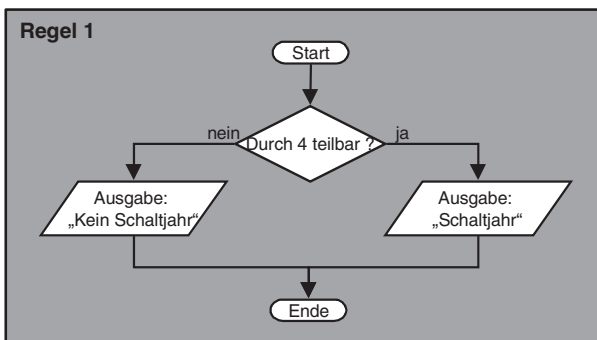 Regel 1
Start
nein
Durch 4 teilbar ?
ja
Ausgabe:
„Kein Schaltjahr“
Ausgabe:
„Schaltjahr“
Ende